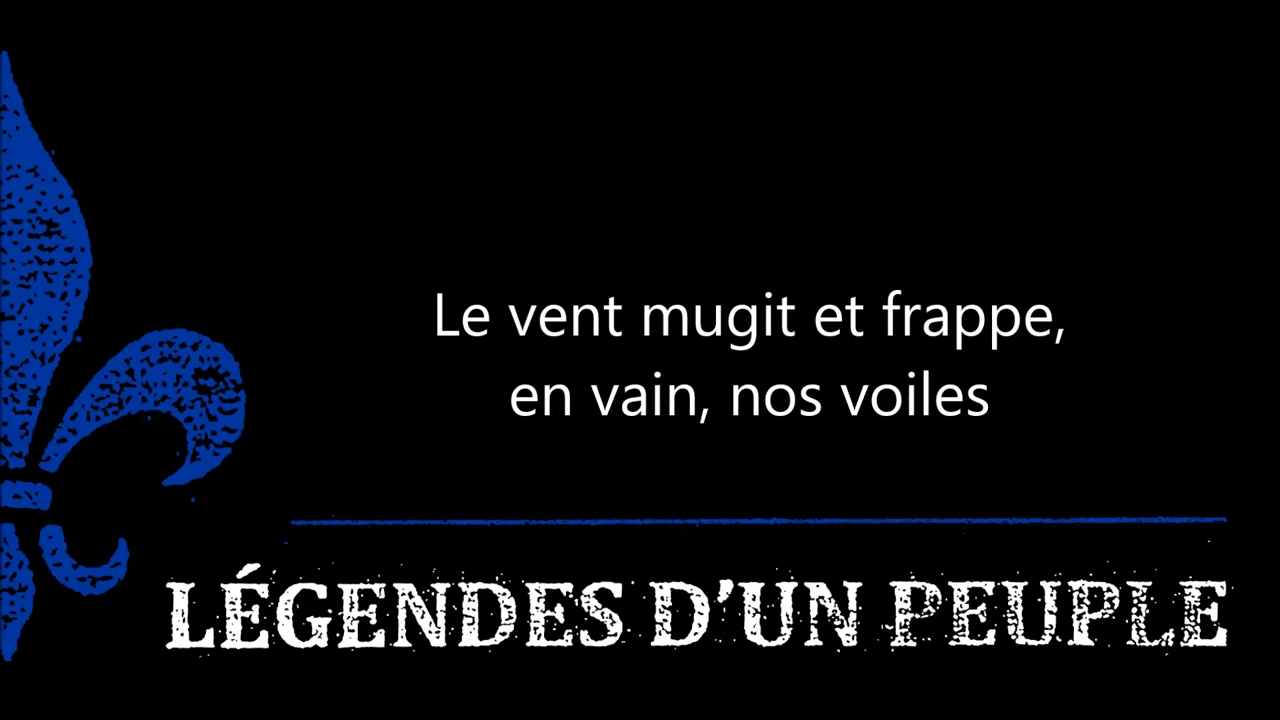 Le vent mugit et frappe,
en vain, nos voiles
LÉGENDES D'UN PEUPLE